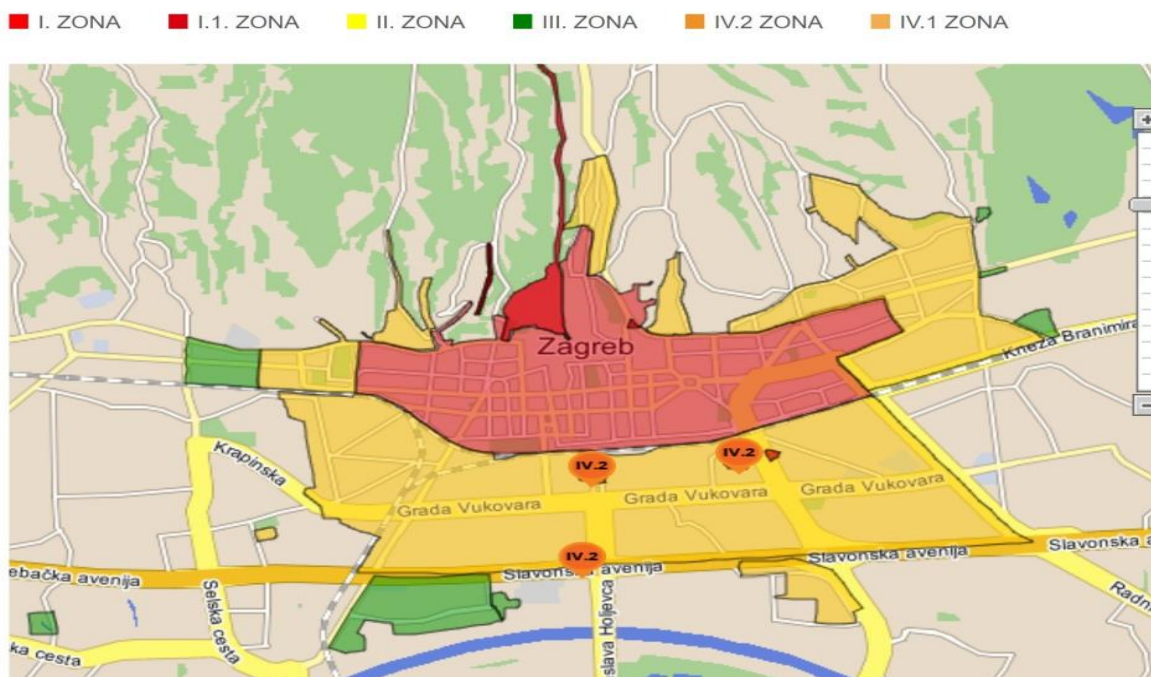 I. ZONA
I.1. ZONA
II. ZONA
III. ZONA
IV.2 ZONA
IV.1 ZONA
Zagreb
Kneza Branimira
Krapinska
IV.2
IV.2
Grada Vukovara
Grada Vukovara
Grada Vukovara
IV.2
ebačka avenija
Slavonska avenija
Slavonska avenija
Slavonska a
Selska cesta
slava Holjevca
Radni
ka cesta
+
−